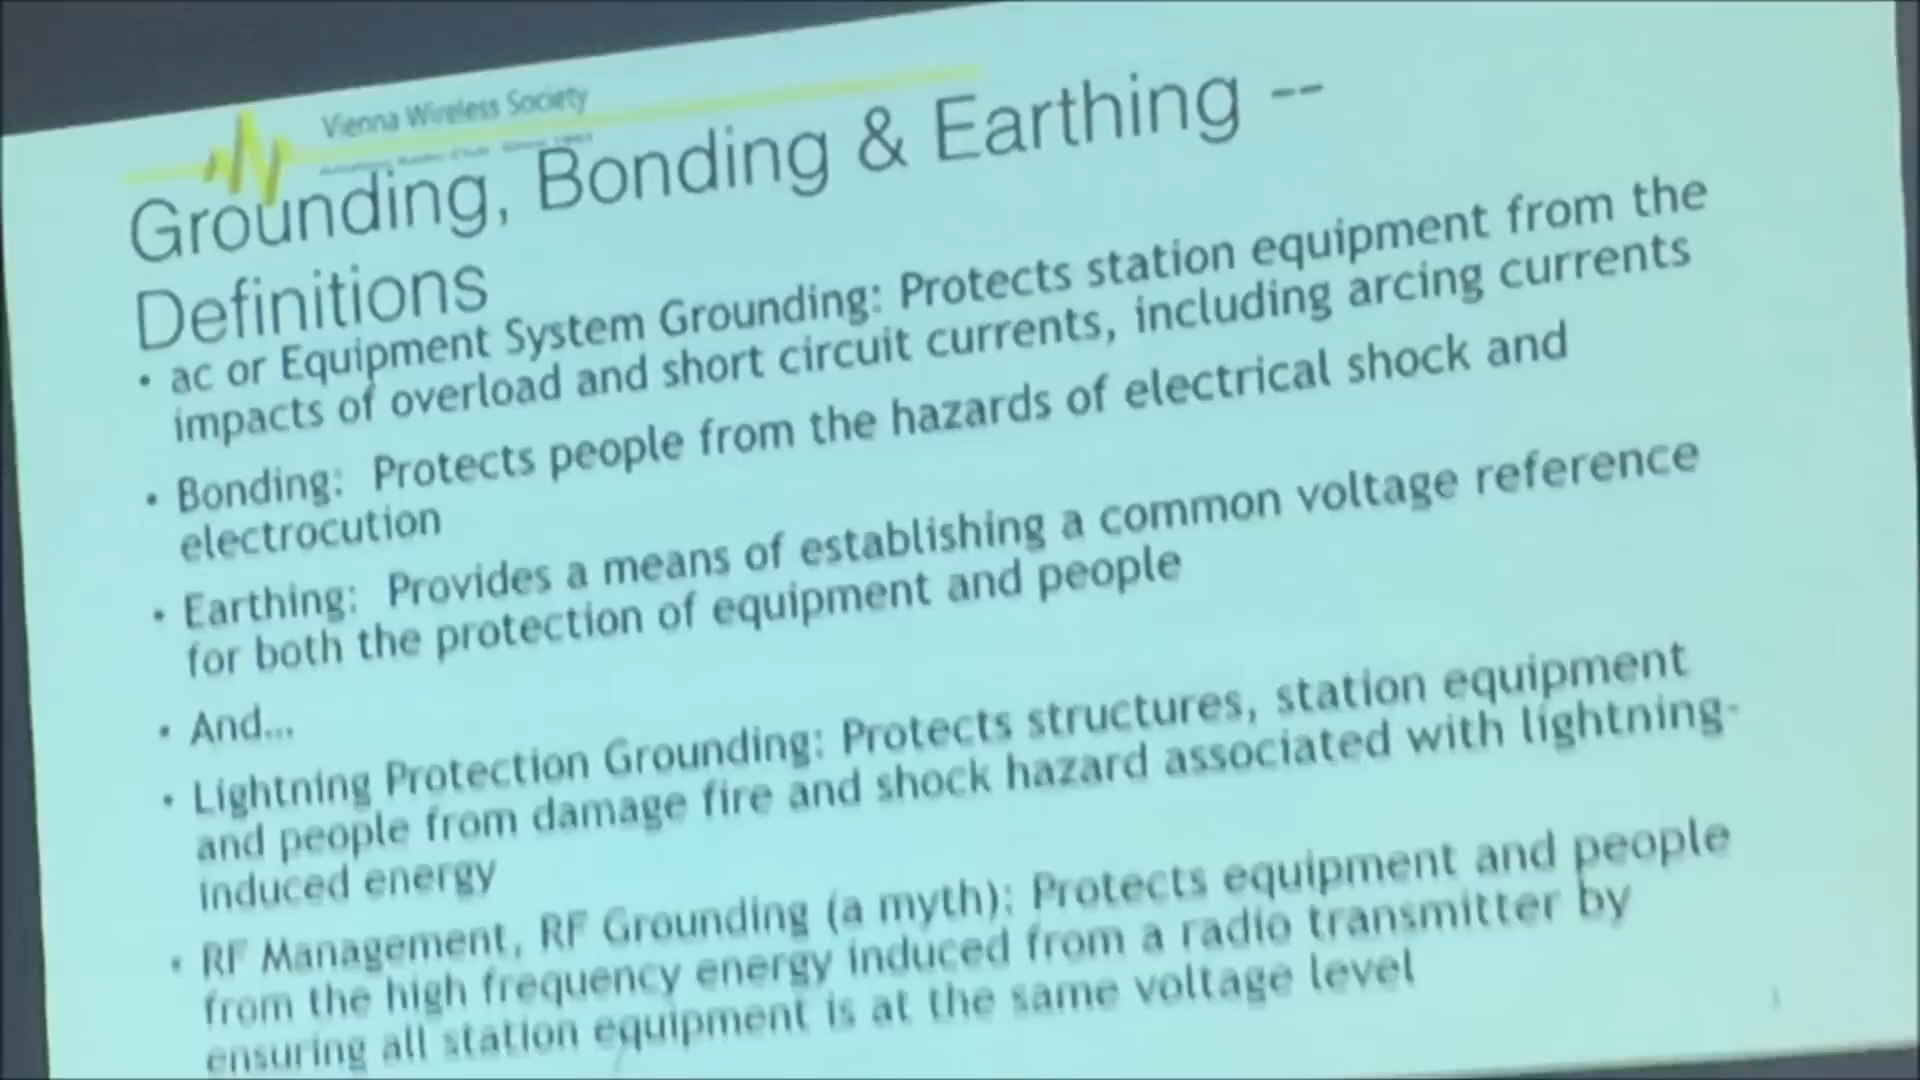 Vienna Wireless Society
Grounding, Bonding & Earthing --
Definitions
• ac or Equipment System Grounding: Protects station equipment from the
impacts of overload and short circuit currents, including arcing currents
• Bonding: Protects people from the hazards of electrical shock and
electrocution
• Earthing: Provides a means of establishing a common voltage reference
for both the protection of equipment and people
• And...
• Lightning Protection Grounding: Protects structures, station equipment
and people from damage fire and shock hazard associated with lightning-
induced energy
• RF Management, RF Grounding (a myth): Protects equipment and people
from the high frequency energy induced from a radio transmitter by
ensuring all station equipment is at the same voltage level